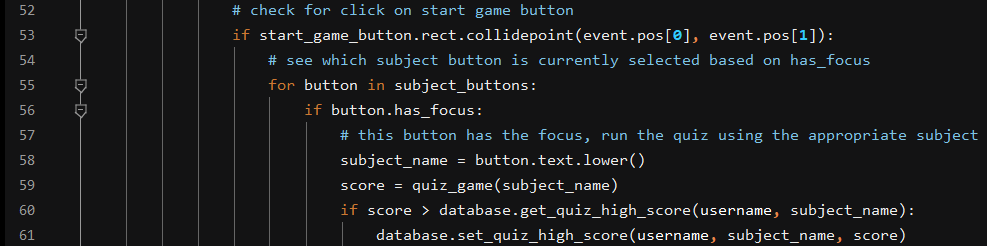 52 # check for click on start game button
53 if start_game_button.rect.collidepoint(event.pos[0], event.pos[1]):
54 # see which subject button is currently selected based on has_focus
55 for button in subject_buttons:
56 if button.has_focus:
57 # this button has the focus, run the quiz using the appropriate subject
58 subject_name = button.text.lower()
59 score = quiz_game(subject_name)
60 if score > database.get_quiz_high_score(username, subject_name):
61 database.set_quiz_high_score(username, subject_name, score)